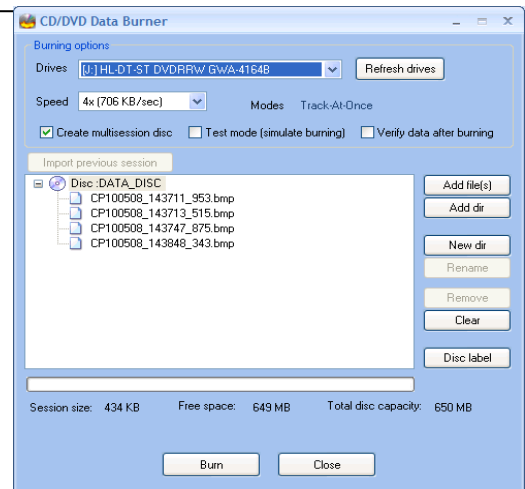 CD/DVD Data Burner
Burning options
Drives [J:] HL-DT-ST DVDRRW GWA-4164B Refresh drives
Speed 4x (706 KB/sec) Modes Track-At-Once
Create multisession disc Test mode (simulate burning) Verify data after burning
Import previous session
Disc :DATA_DISC Add file(s)
CP100508_143711_953.bmp
CP100508_143713_515.bmp Add dir
CP100508_143747_875.bmp
CP100508_143848_343.bmp New dir
Rename
Remove
Clear
Disc label
Session size: 434 KB Free space: 649 MB Total disc capacity: 650 MB
Burn Close